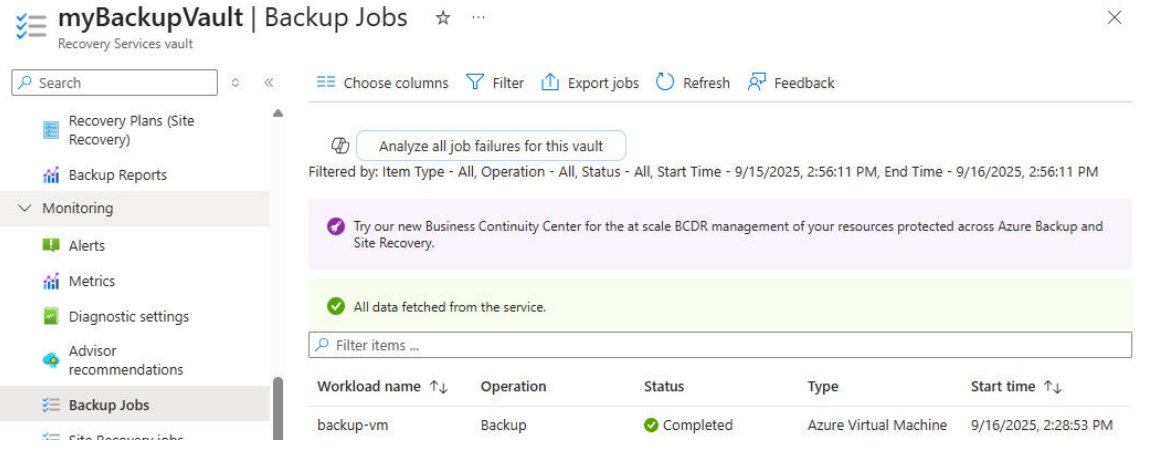 myBackupVault | Backup Jobs
Recovery Services vault
Search
Choose columns Filter Export jobs Refresh Feedback
Recovery Plans (Site
Recovery)
Backup Reports
Monitoring
Alerts
Metrics
Diagnostic settings
Advisor
recommendations
Backup Jobs
Site Recovery jobs
Analyze all job failures for this vault
Filtered by: Item Type - All, Operation - All, Status - All, Start Time - 9/15/2025, 2:56:11 PM, End Time - 9/16/2025, 2:56:11 PM
Try our new Business Continuity Center for the at scale BCDR management of your resources protected across Azure Backup and
Site Recovery.
All data fetched from the service.
Filter items ...
Workload name Operation Status Type Start time
backup-vm Backup Completed Azure Virtual Machine 9/16/2025, 2:28:53 PM